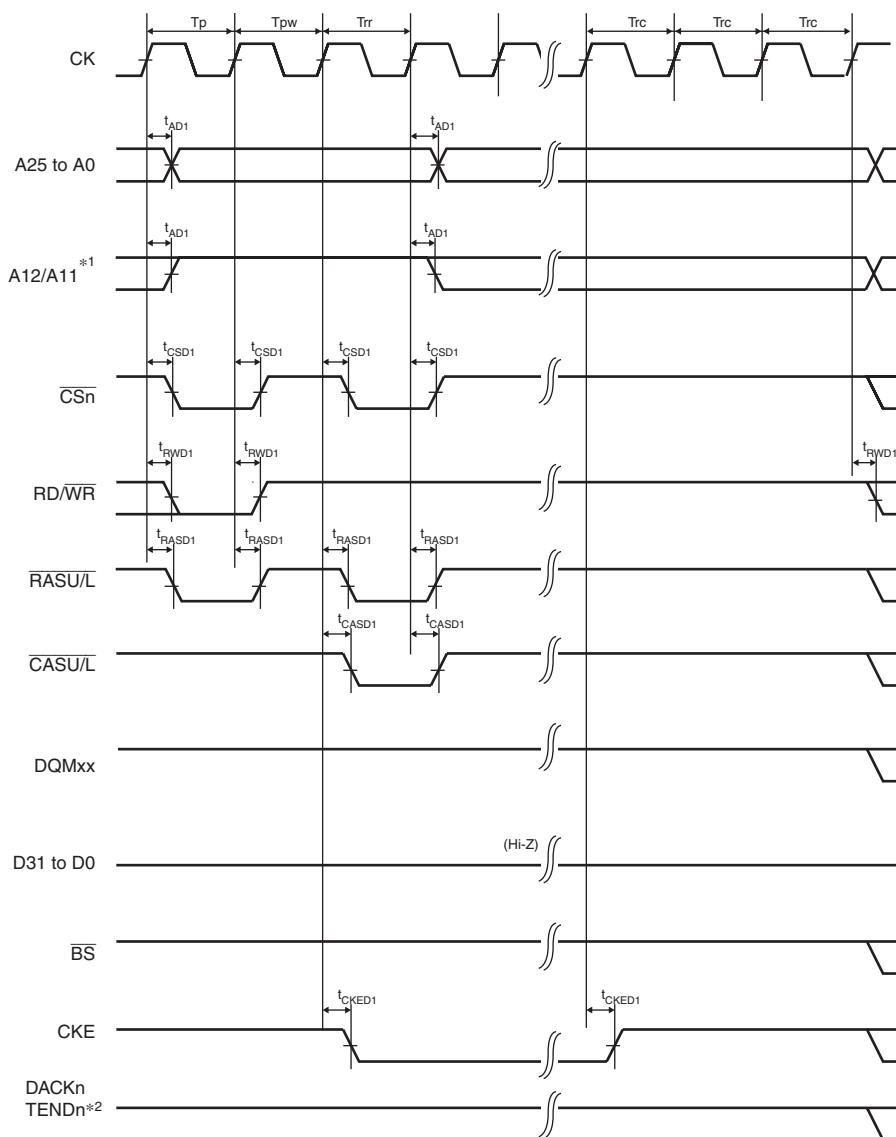 Tp Tpw Trr Trc Trc Trc
CK
tAD1 tAD1
A25 to A0
tAD1 tAD1
A12/A11*1
tCSD1 tCSD1 tCSD1 tCSD1
CSn
tRWD1 tRWD1 tRWD1
RD/WR
tRASD1 tRASD1 tRASD1 tRASD1
RASU/L
tCASD1 tCASD1
CASU/L
DQMxx
(Hi-Z)
D31 to D0
BS
tCKED1 tCKED1
CKE
DACKn
TENDn*2